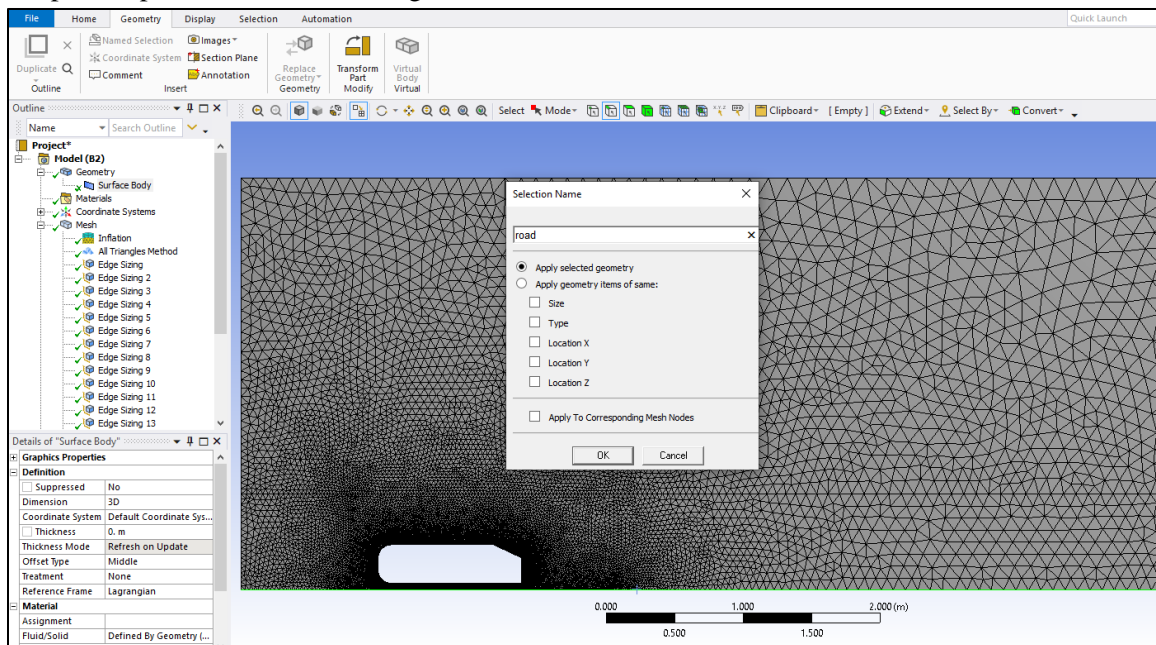 File Home Geometry Display Selection Automation Quick Launch
Duplicate
Outline
Named Selection Images
Coordinate System Section Plane
Comment Annotation
Insert
Replace Geometry
Geometry
Transform Part
Modify
Virtual Body
Virtual
Outline
Name Search Outline
Select Mode Clipboard [ Empty ] Extend Select By Convert
Project*
Model (B2)
Geometry
Surface Body
Materials
Coordinate Systems
Mesh
Inflation
All Triangles Method
Edge Sizing
Edge Sizing 2
Edge Sizing 3
Edge Sizing 4
Edge Sizing 5
Edge Sizing 6
Edge Sizing 7
Edge Sizing 8
Edge Sizing 9
Edge Sizing 10
Edge Sizing 11
Edge Sizing 12
Edge Sizing 13
Details of "Surface Body"
Graphics Properties
Definition
Suppressed No
Dimension 3D
Coordinate System Default Coordinate Sys...
Thickness 0. m
Thickness Mode Refresh on Update
Offset Type Middle
Treatment None
Reference Frame Lagrangian
Material
Assignment
Fluid/Solid Defined By Geometry (...
Selection Name
road
Apply selected geometry
Apply geometry items of same:
Size
Type
Location X
Location Y
Location Z
Apply To Corresponding Mesh Nodes
OK Cancel
0.000 1.000 2.000 (m)
0.500 1.500